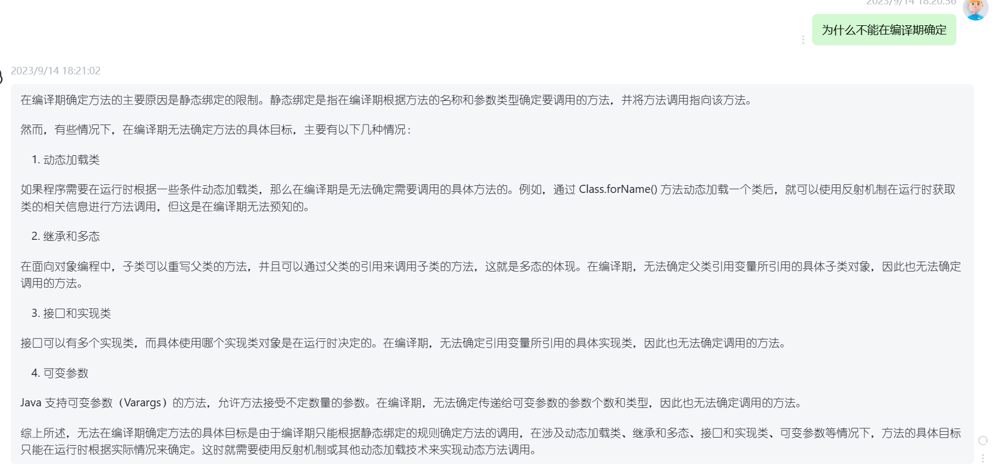 2023/9/14 18:20:56
为什么不能在编译期确定
2023/9/14 18:21:02
在编译期确定方法的主要原因是静态绑定的限制。静态绑定是指在编译期根据方法的名称和参数类型确定要调用的方法，并将方法调用指向该方法。
然而，有些情况下，在编译期无法确定方法的具体目标，主要有以下几种情况：
1. 动态加载类
如果程序需要在运行时根据一些条件动态加载类，那么在编译期是无法确定需要调用的具体方法的。例如，通过 Class.forName() 方法动态加载一个类后，就可以使用反射机制在运行时获取
类的相关信息进行方法调用，但这是在编译期无法预知的。
2. 继承和多态
在面向对象编程中，子类可以重写父类的方法，并且可以通过父类的引用来调用子类的方法，这就是多态的体现。在编译期，无法确定父类引用变量所引用的具体子类对象，因此也无法确定
调用的方法。
3. 接口和实现类
接口可以有多个实现类，而具体使用哪个实现类对象是在运行时决定的。在编译期，无法确定引用变量所引用的具体实现类，因此也无法确定调用的方法。
4. 可变参数
Java 支持可变参数（Varargs）的方法，允许方法接受不定数量的参数。在编译期，无法确定传递给可变参数的参数个数和类型，因此也无法确定调用的方法。
综上所述，无法在编译期确定方法的具体目标是由于编译期只能根据静态绑定的规则确定方法的调用，在涉及动态加载类、继承和多态、接口和实现类、可变参数等情况下，方法的具体目标
只能在运行时根据实际情况来确定。这时就需要使用反射机制或其他动态加载技术来实现动态方法调用。